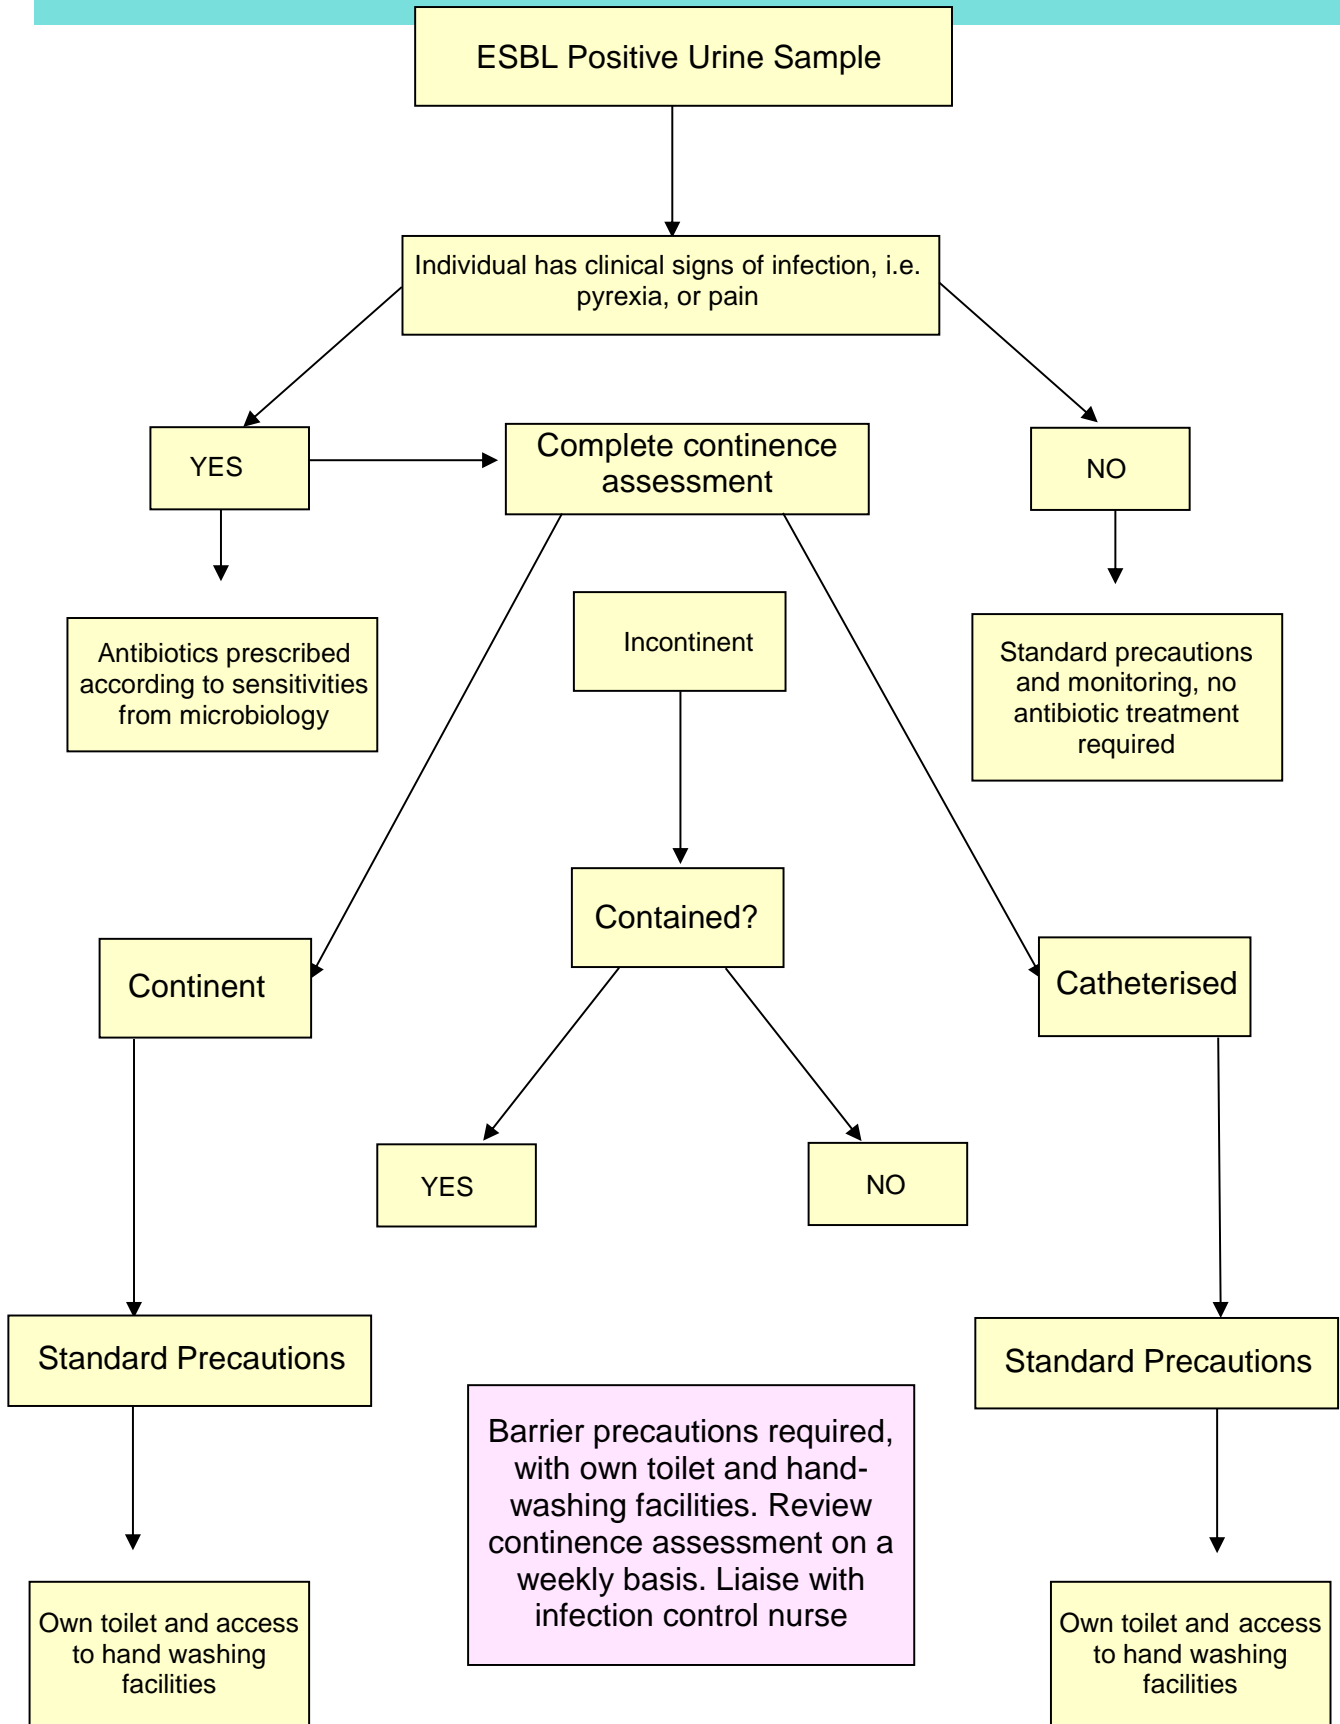 ESBL Positive Urine Sample
Individual has clinical signs of infection, i.e.
pyrexia, or pain
YES
Complete continence
assessment
NO
Antibiotics prescribed
according to sensitivities
from microbiology
Incontinent
Standard precautions
and monitoring, no
antibiotic treatment
required
Contained?
Continent
Catheterised
YES
NO
Standard Precautions
Standard Precautions
Barrier precautions required,
with own toilet and hand-
washing facilities. Review
continence assessment on a
weekly basis. Liaise with
infection control nurse
Own toilet and access
to hand washing
facilities
Own toilet and access
to hand washing
facilities